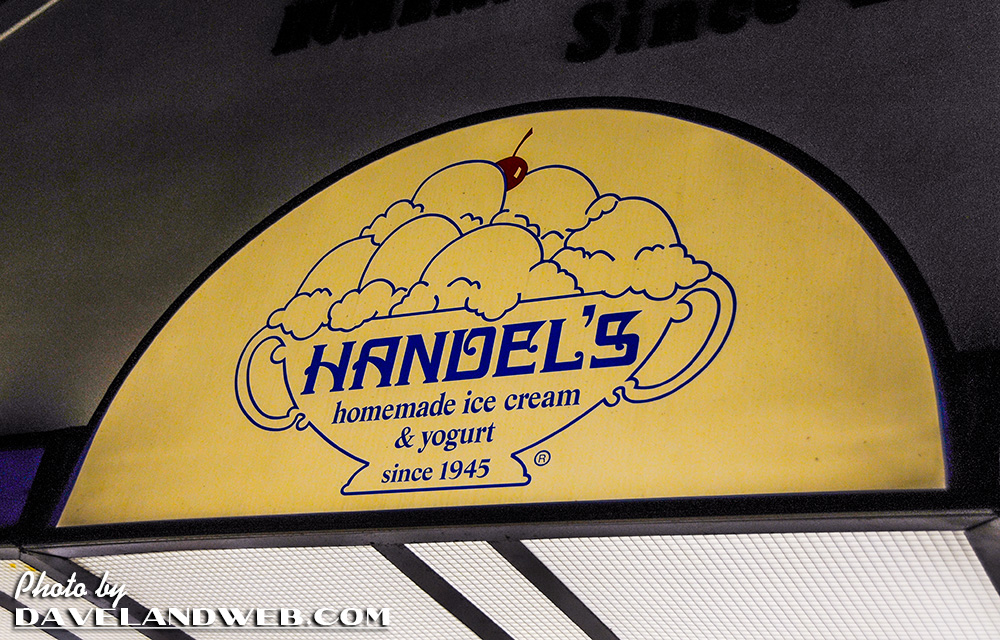 Since
HANDEL'S
homemade ice cream
& yogurt
since 1945
®
Photo by
DAVELANDWEB.COM